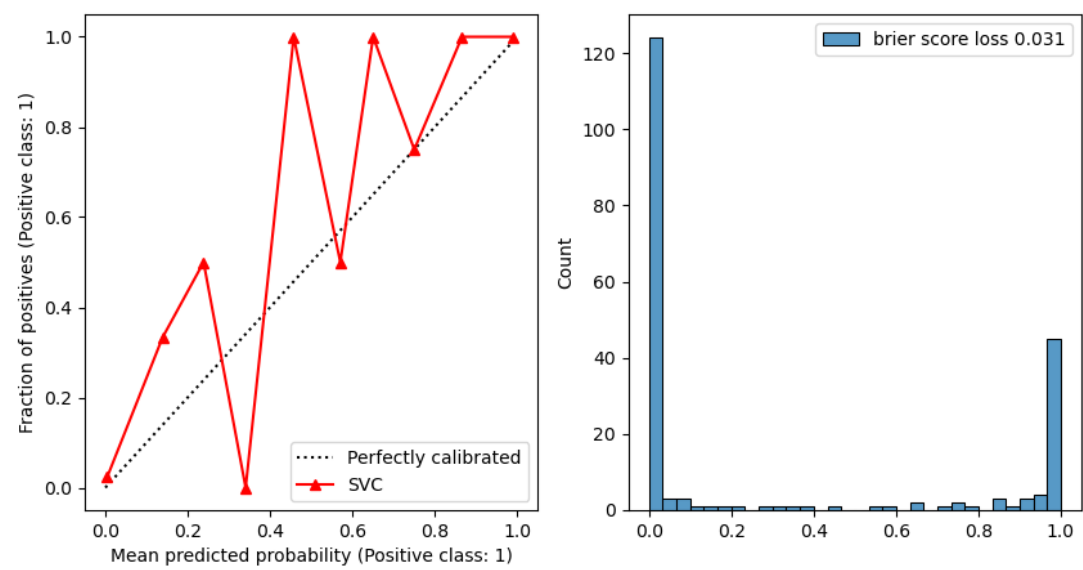 1.0
0.8
0.6
0.4
0.2
0.0
Fraction of positives (Positive class: 1)
Perfectly calibrated
SVC
0.0 0.2 0.4 0.6 0.8 1.0
Mean predicted probability (Positive class: 1)
brier score loss 0.031
120
100
80
60
40
20
0
Count
0.0 0.2 0.4 0.6 0.8 1.0